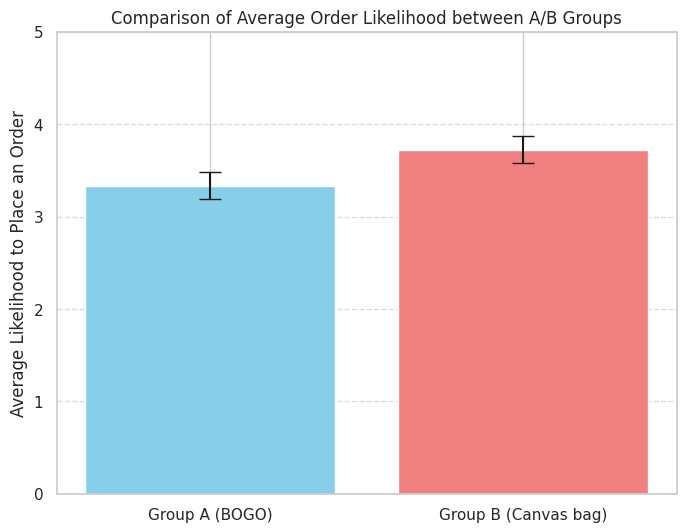 Comparison of Average Order Likelihood between A/B Groups
Average Likelihood to Place an Order
5
4
3
2
1
0
Group A (BOGO)
Group B (Canvas bag)